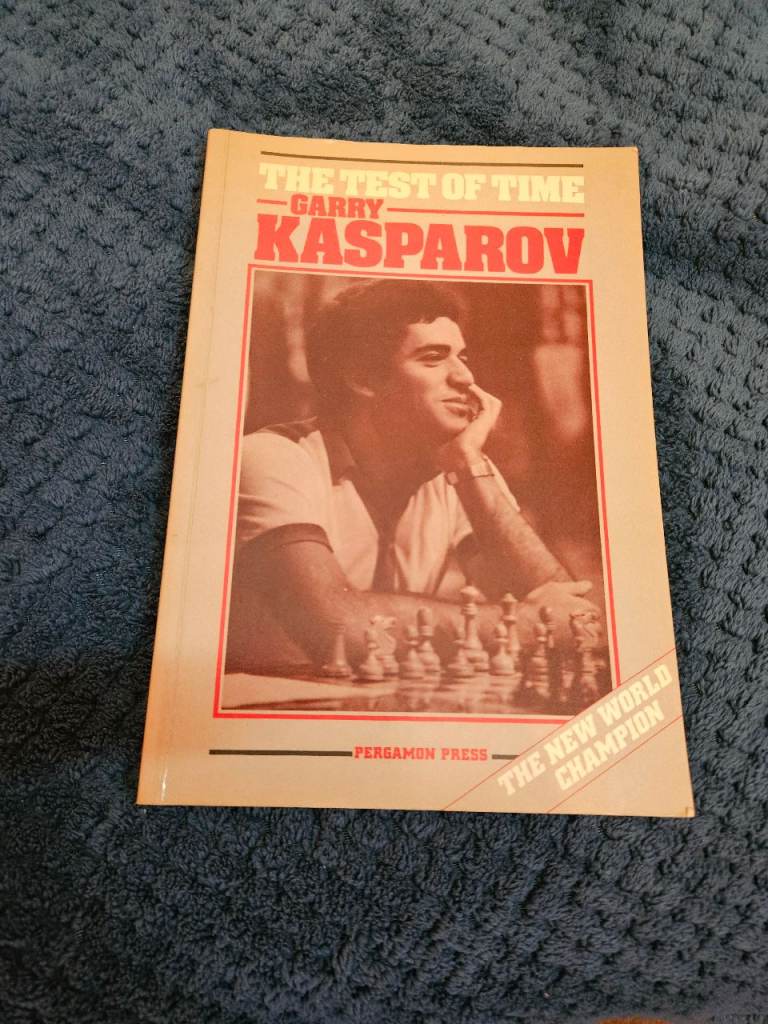 THE TEST OF TIME
GARRY
KASPAROV
PERGAMON PRESS
THE NEW WORLD
CHAMPION